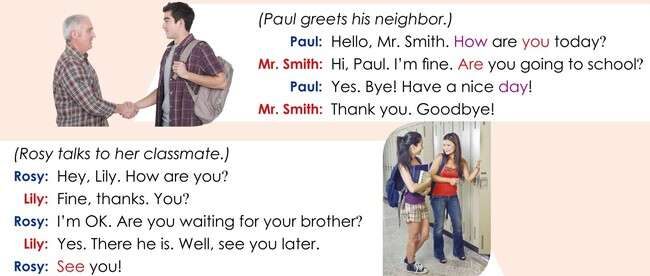 (Paul greets his neighbor.)
Paul: Hello, Mr. Smith. How are you today?
Mr. Smith: Hi, Paul. I'm fine. Are you going to school?
Paul: Yes. Bye! Have a nice day!
Mr. Smith: Thank you. Goodbye!
(Rosy talks to her classmate.)
Rosy: Hey, Lily. How are you?
Lily: Fine, thanks. You?
Rosy: I'm OK. Are you waiting for your brother?
Lily: Yes. There he is. Well, see you later.
Rosy: See you!